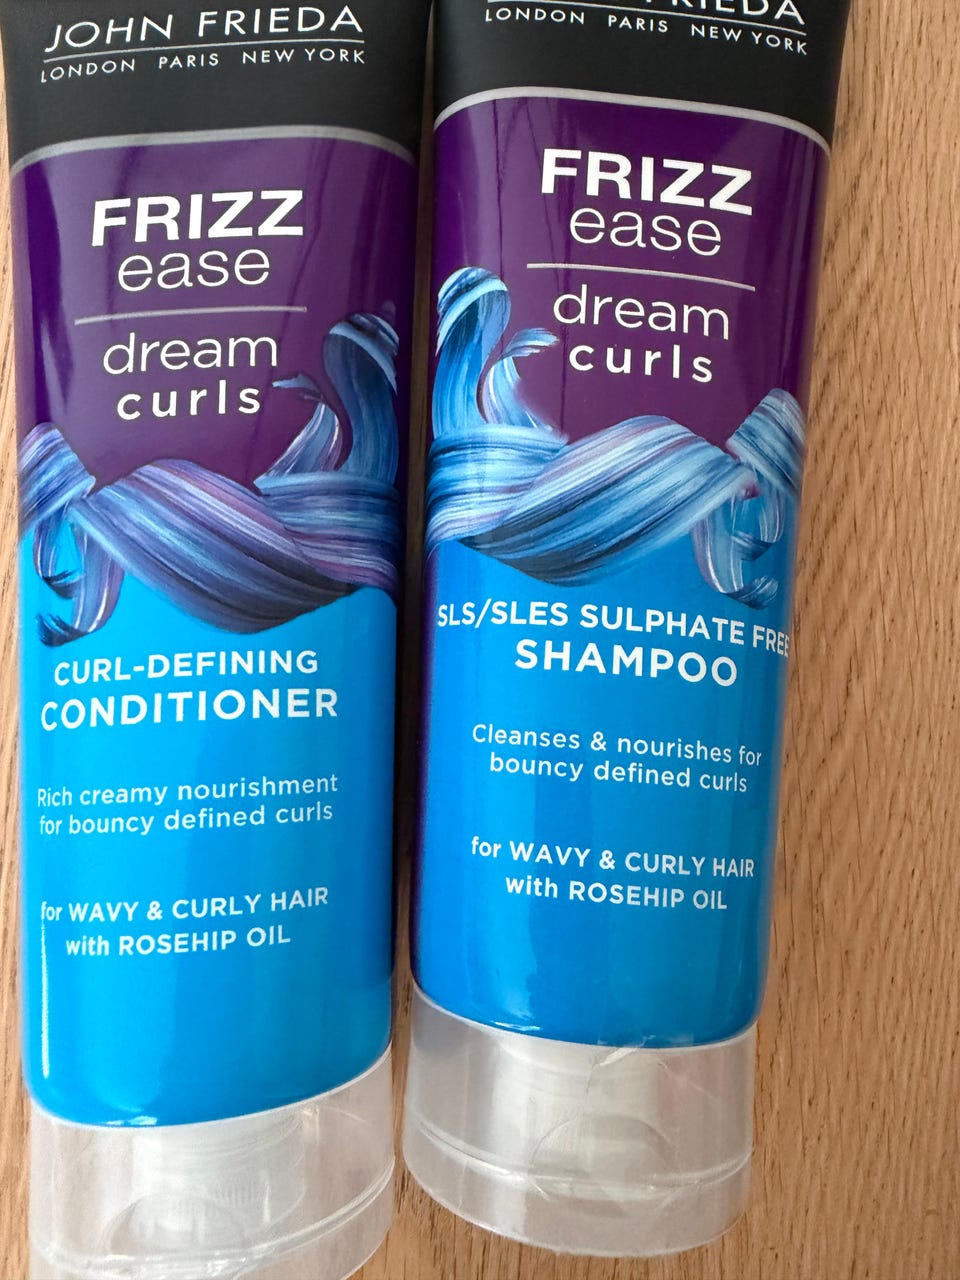 JOHN FRIEDA
LONDON PARIS NEW YORK
FRIZZ
ease
dream
curls
CURL-DEFINING
CONDITIONER
Rich creamy nourishment
for bouncy defined curls
for WAVY & CURLY HAIR
with ROSEHIP OIL
FRIEDA
LONDON PARIS NEW YORK
FRIZZ
ease
dream
curls
SLS/SLES SULPHATE FREE
SHAMPOO
Cleanses & nourishes for
bouncy defined curls
for WAVY & CURLY HAIR
with ROSEHIP OIL